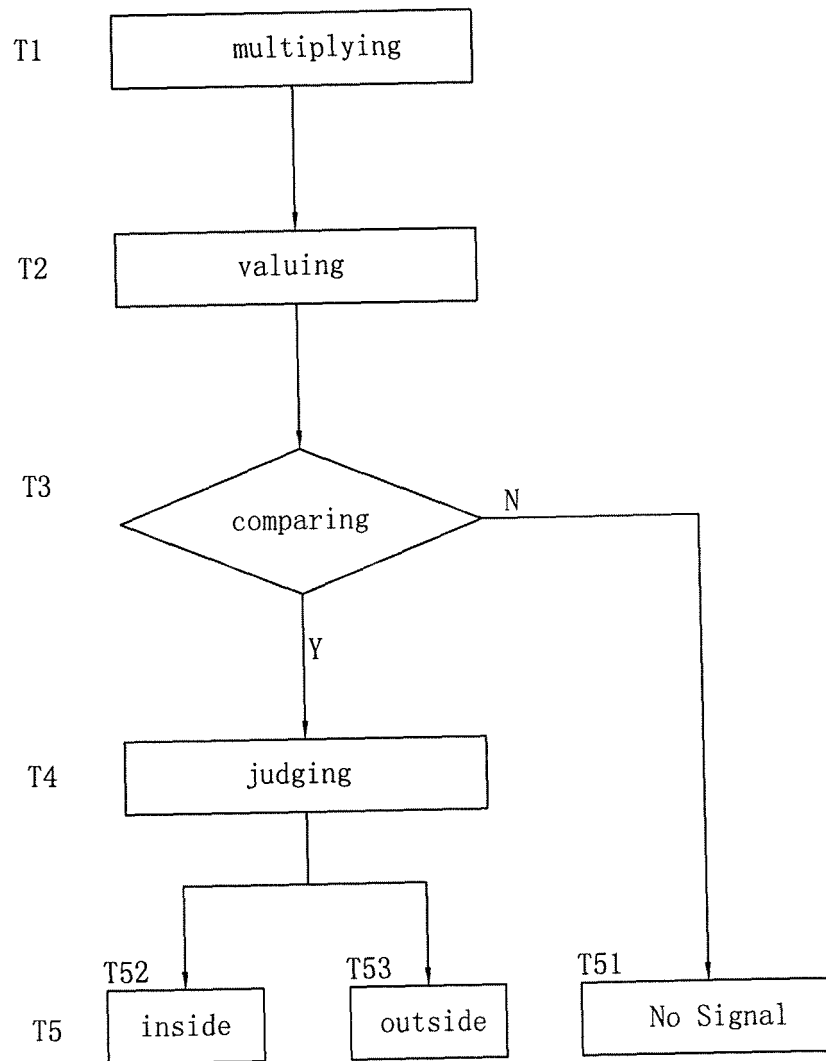 T1 multiplying
T2 valuing
T3 comparing N
Y
T4 judging
T52 T53 T51
T5 inside outside No Signal